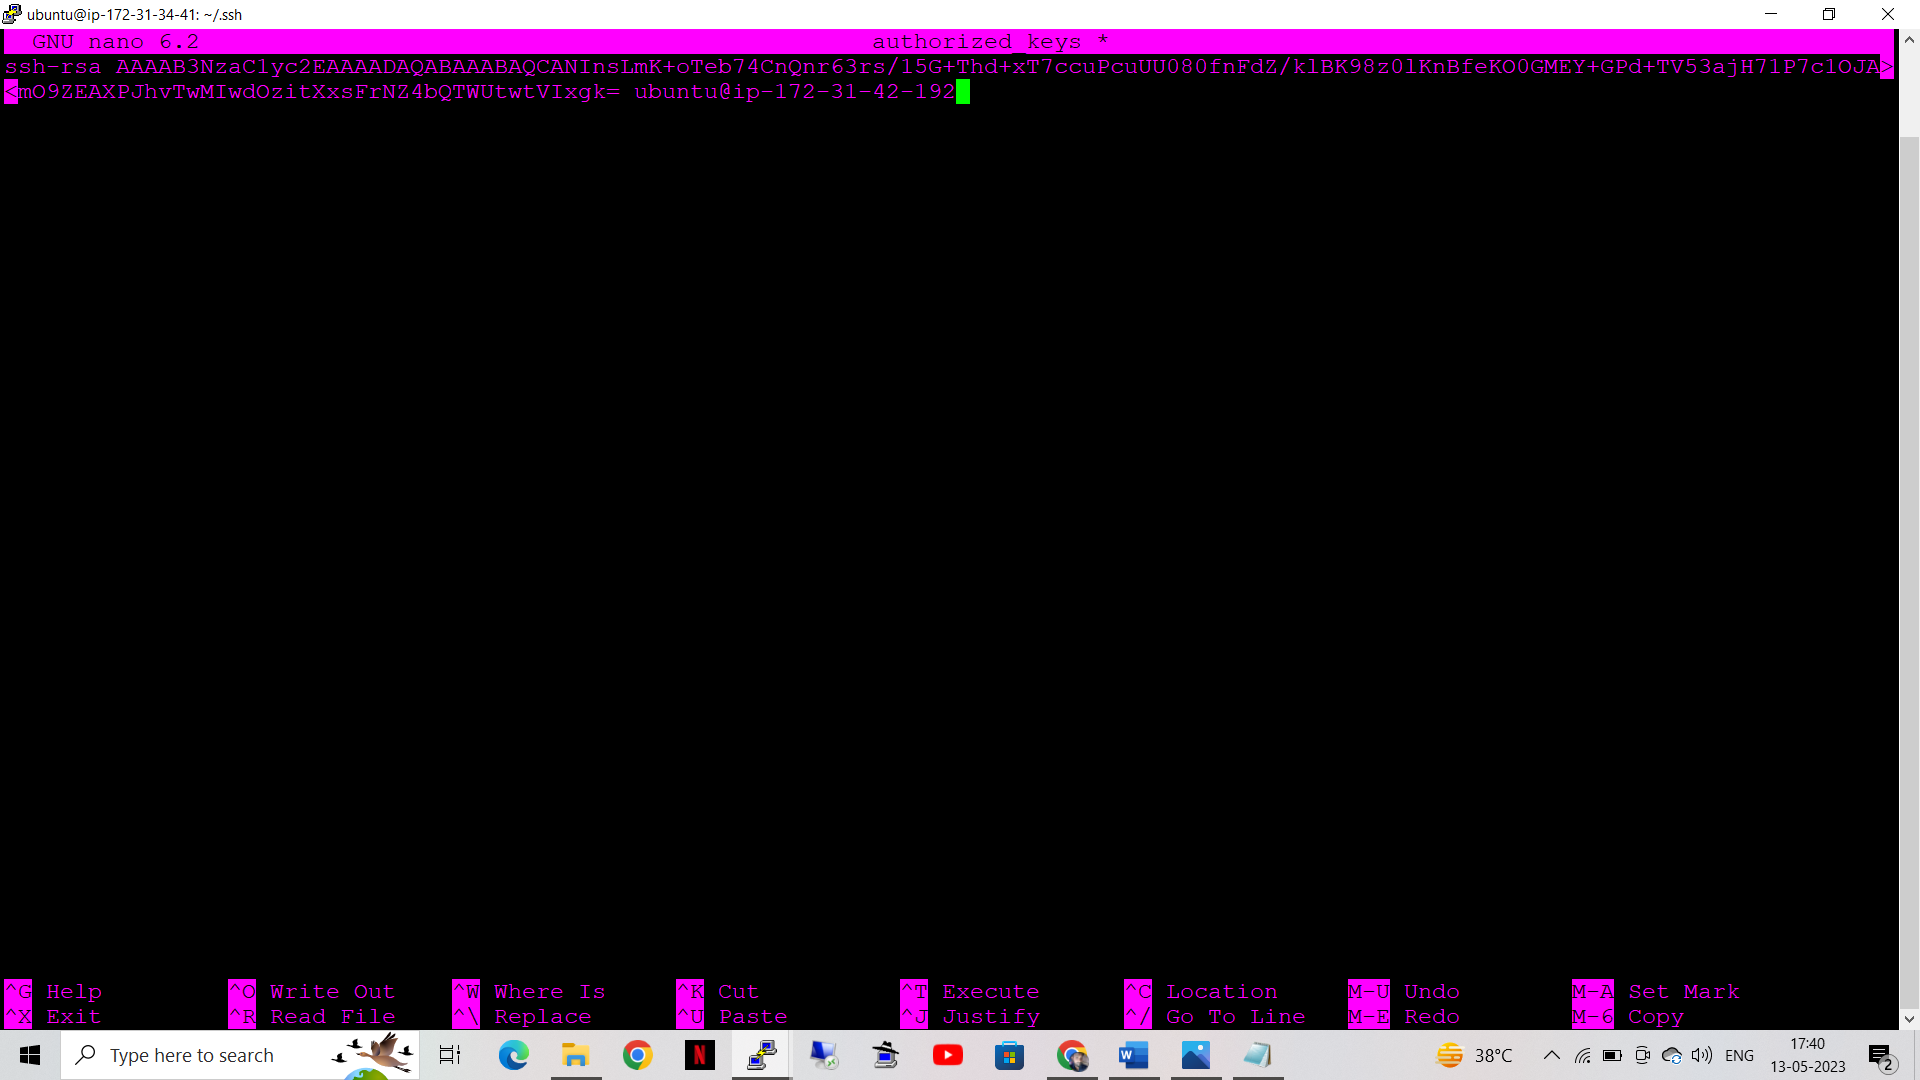 ubuntu@ip-172-31-34-41: ~/.ssh
GNU nano 6.2 authorized_keys *
ssh-rsa AAAAB3NzaC1yc2EAAAADAQABAAABAQCANInsLmK+oTeb74CnQnr63rs/15G+Thd+xT7ccuPcuUU080fnFdZ/klBK98z0lKnBfeKO0GMEY+GPd+TV53ajH71P7c1OJA>
<mO9ZEAXPJhvTwMIwdOzitXxsFrNZ4bQTWUtwtVIxgk= ubuntu@ip-172-31-42-192
^G Help ^O Write Out ^W Where Is ^K Cut ^T Execute ^C Location M-U Undo M-A Set Mark
^X Exit ^R Read File ^\ Replace ^U Paste ^J Justify ^/ Go To Line M-E Redo M-6 Copy
Type here to search
N
W
38°C
ENG
17:40
13-05-2023
2